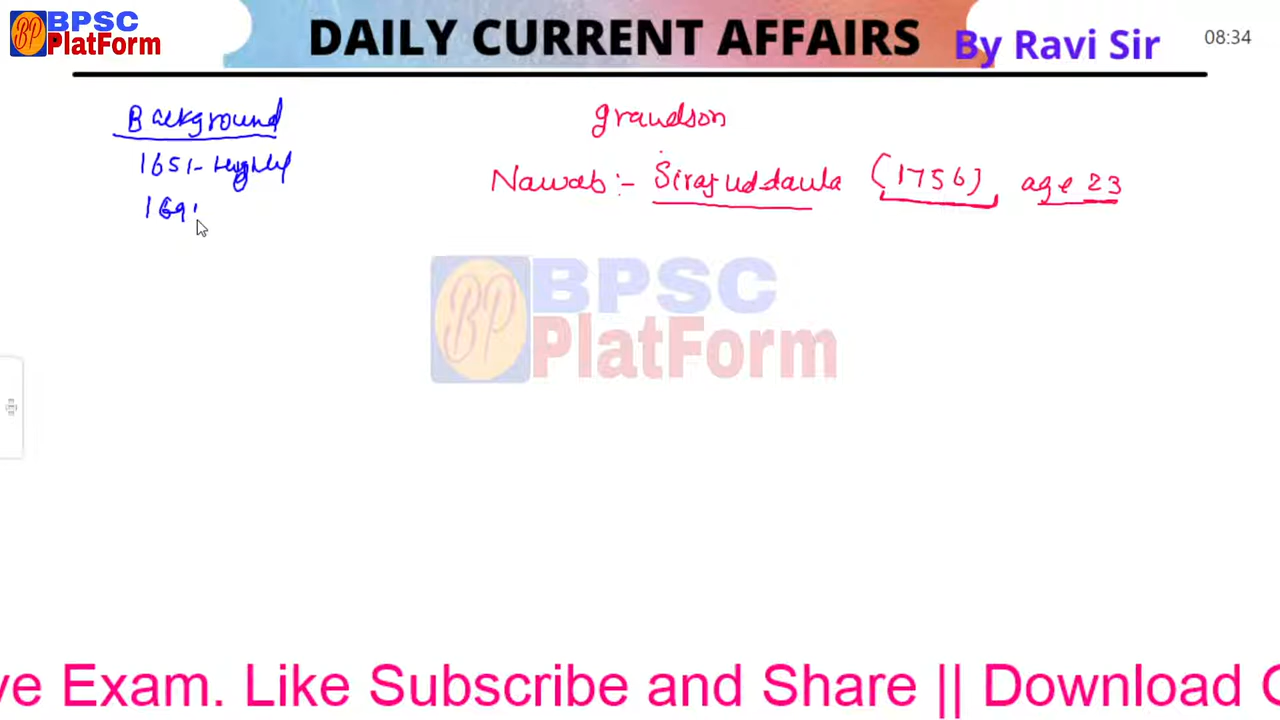 BPSC
PlatForm
DAILY CURRENT AFFAIRS By Ravi Sir
08:34
Background
1651 - Hughly
169
grandson
Nawab :- Sirajuddaula (1756) age 23
BPSC
PlatForm
ve Exam. Like Subscribe and Share || Download